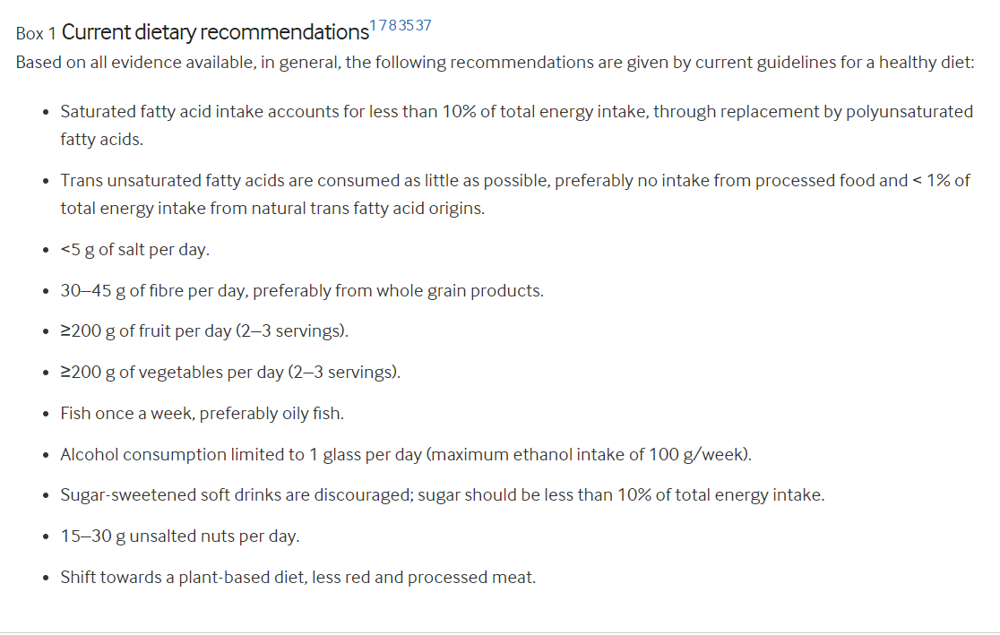 Box 1 Current dietary recommendations1 7 8 35 37
Based on all evidence available, in general, the following recommendations are given by current guidelines for a healthy diet:
• Saturated fatty acid intake accounts for less than 10% of total energy intake, through replacement by polyunsaturated
fatty acids.
• Trans unsaturated fatty acids are consumed as little as possible, preferably no intake from processed food and < 1% of
total energy intake from natural trans fatty acid origins.
• <5 g of salt per day.
• 30–45 g of fibre per day, preferably from whole grain products.
• ≥200 g of fruit per day (2–3 servings).
• ≥200 g of vegetables per day (2–3 servings).
• Fish once a week, preferably oily fish.
• Alcohol consumption limited to 1 glass per day (maximum ethanol intake of 100 g/week).
• Sugar-sweetened soft drinks are discouraged; sugar should be less than 10% of total energy intake.
• 15–30 g unsalted nuts per day.
• Shift towards a plant-based diet, less red and processed meat.